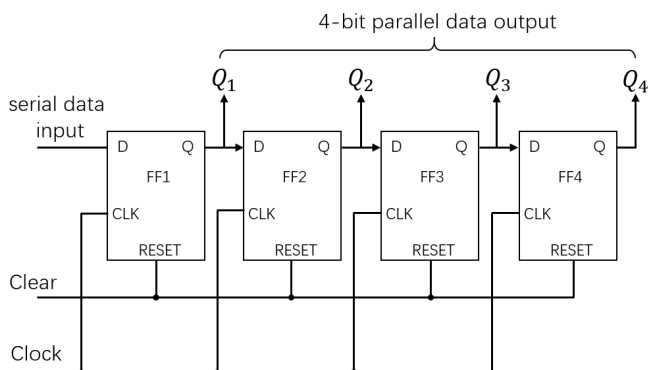 4-bit parallel data output
Q1 Q2 Q3 Q4
serial data
input
D Q D Q D Q D Q
FF1 FF2 FF3 FF4
CLK CLK CLK CLK
RESET RESET RESET RESET
Clear
Clock